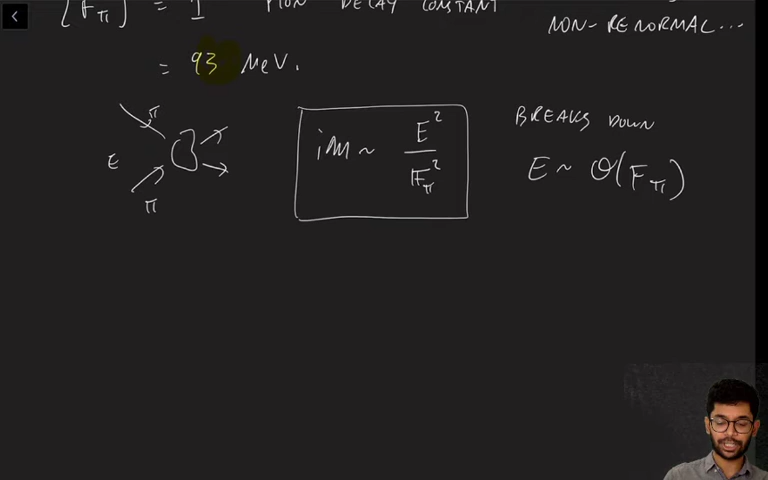 [Fπ] = 1 PION DECAY CONSTANT
NON-RENORMAL...
= 93 MeV.
π
E
π
iM ~ E²/Fπ²
BREAKS DOWN
E ~ O(Fπ)